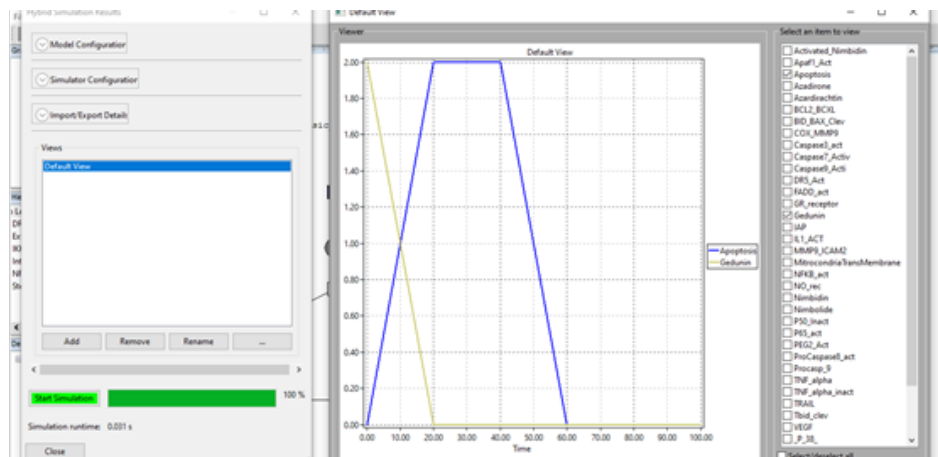 Hybrid Simulation Results
Model Configuration
Simulator Configuration
Import/Export Details
Views
Default View
Add
Remove
Rename
...
Start Simulation
100 %
Simulation runtime: 0.031 s
Close
Default View
Viewer
Default View
2.00
1.80
1.60
1.40
1.20
1.00
0.80
0.60
0.40
0.20
0.00
0.00 10.00 20.00 30.00 40.00 50.00 60.00 70.00 80.00 90.00 100.00
Time
Apoptosis
Gedunin
Select an item to view
Activated_Nimbidin
Apaf1_Act
Apoptosis
Azadirone
Azardirachtin
BCL2_BCXL
BID_BAX_Clev
COX_MMP9
Caspase3_act
Caspase7_Activ
Caspase9_Acti
DR5_Act
FADD_act
GR_receptor
Gedunin
IAP
IL1_ACT
MMP9_ICAM2
MitrocondriaTransMembrane
NFKB_act
NO_rec
Nimbidin
Nimbolide
P50_Inact
P65_act
PEG2_Act
ProCaspase8_act
Procasp_9
TNF_alpha
TNF_alpha_inact
TRAIL
Tbid_clev
VEGF
_P_38_
Select/deselect all